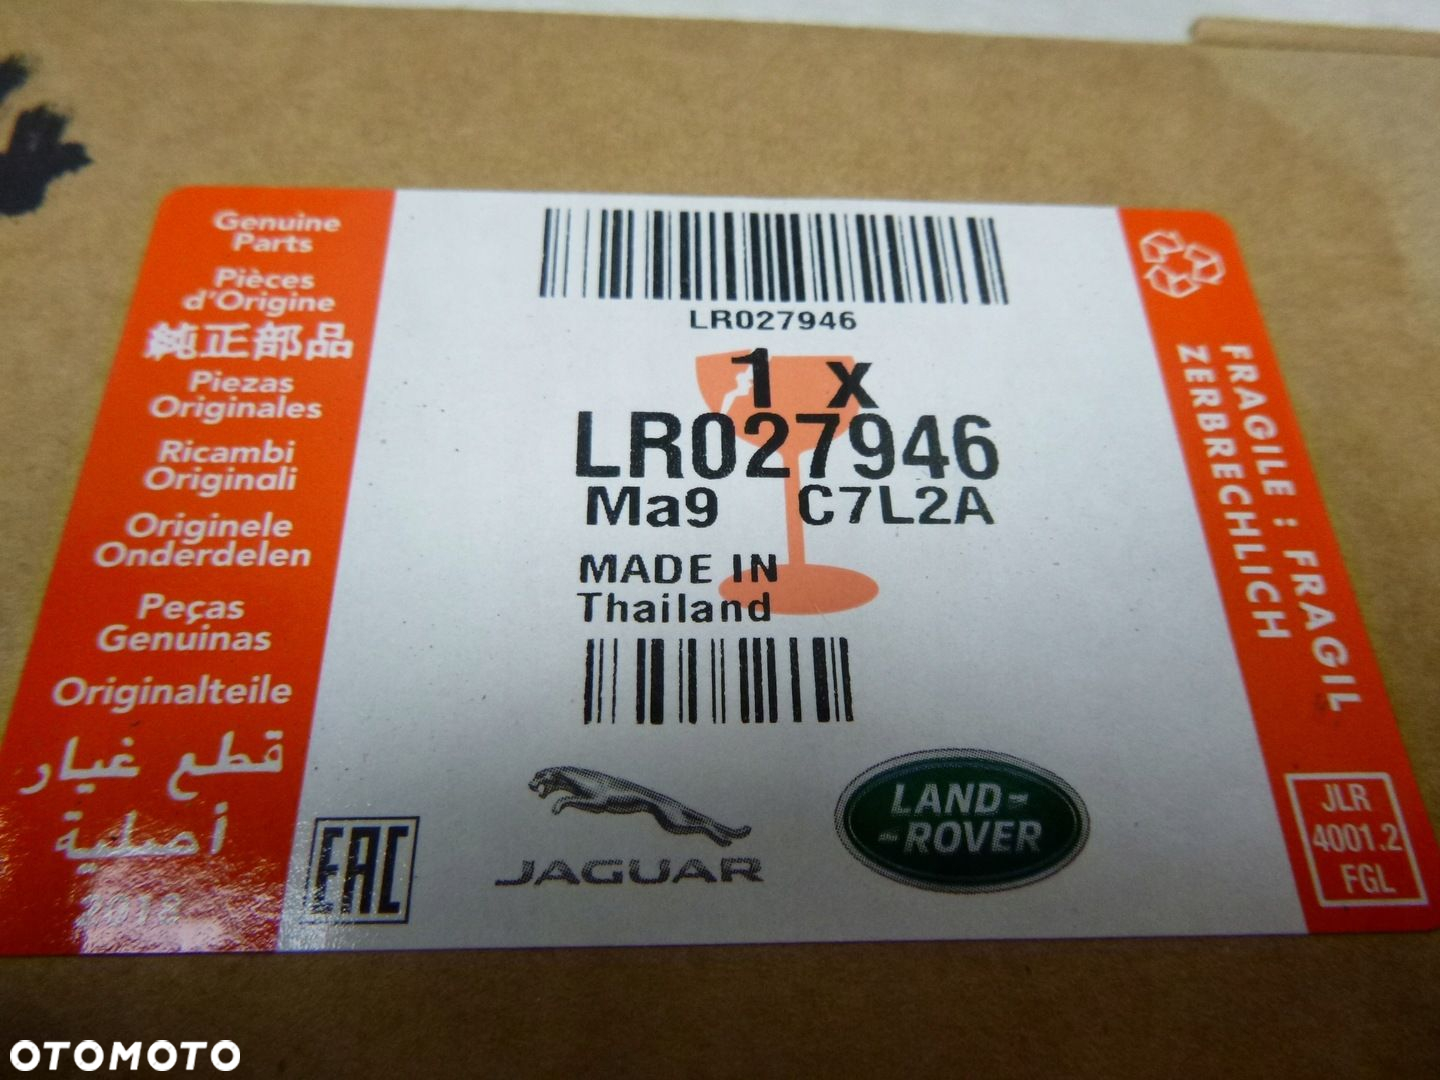 Genuine
Parts
Pièces
d'Origine
純正部品
Piezas
Originales
Ricambi
Originali
Originele
Onderdelen
Peças
Genuinas
Originalteile
قطع غيار
أصلية
LR027946
1 x
LR027946
Ma9 C7L2A
MADE IN
Thailand
EAC
JAGUAR
LAND-
-ROVER
FRAGILE : FRAGIL
ZERBRECHLICH
JLR
4001.2
FGL
OTOMOTO